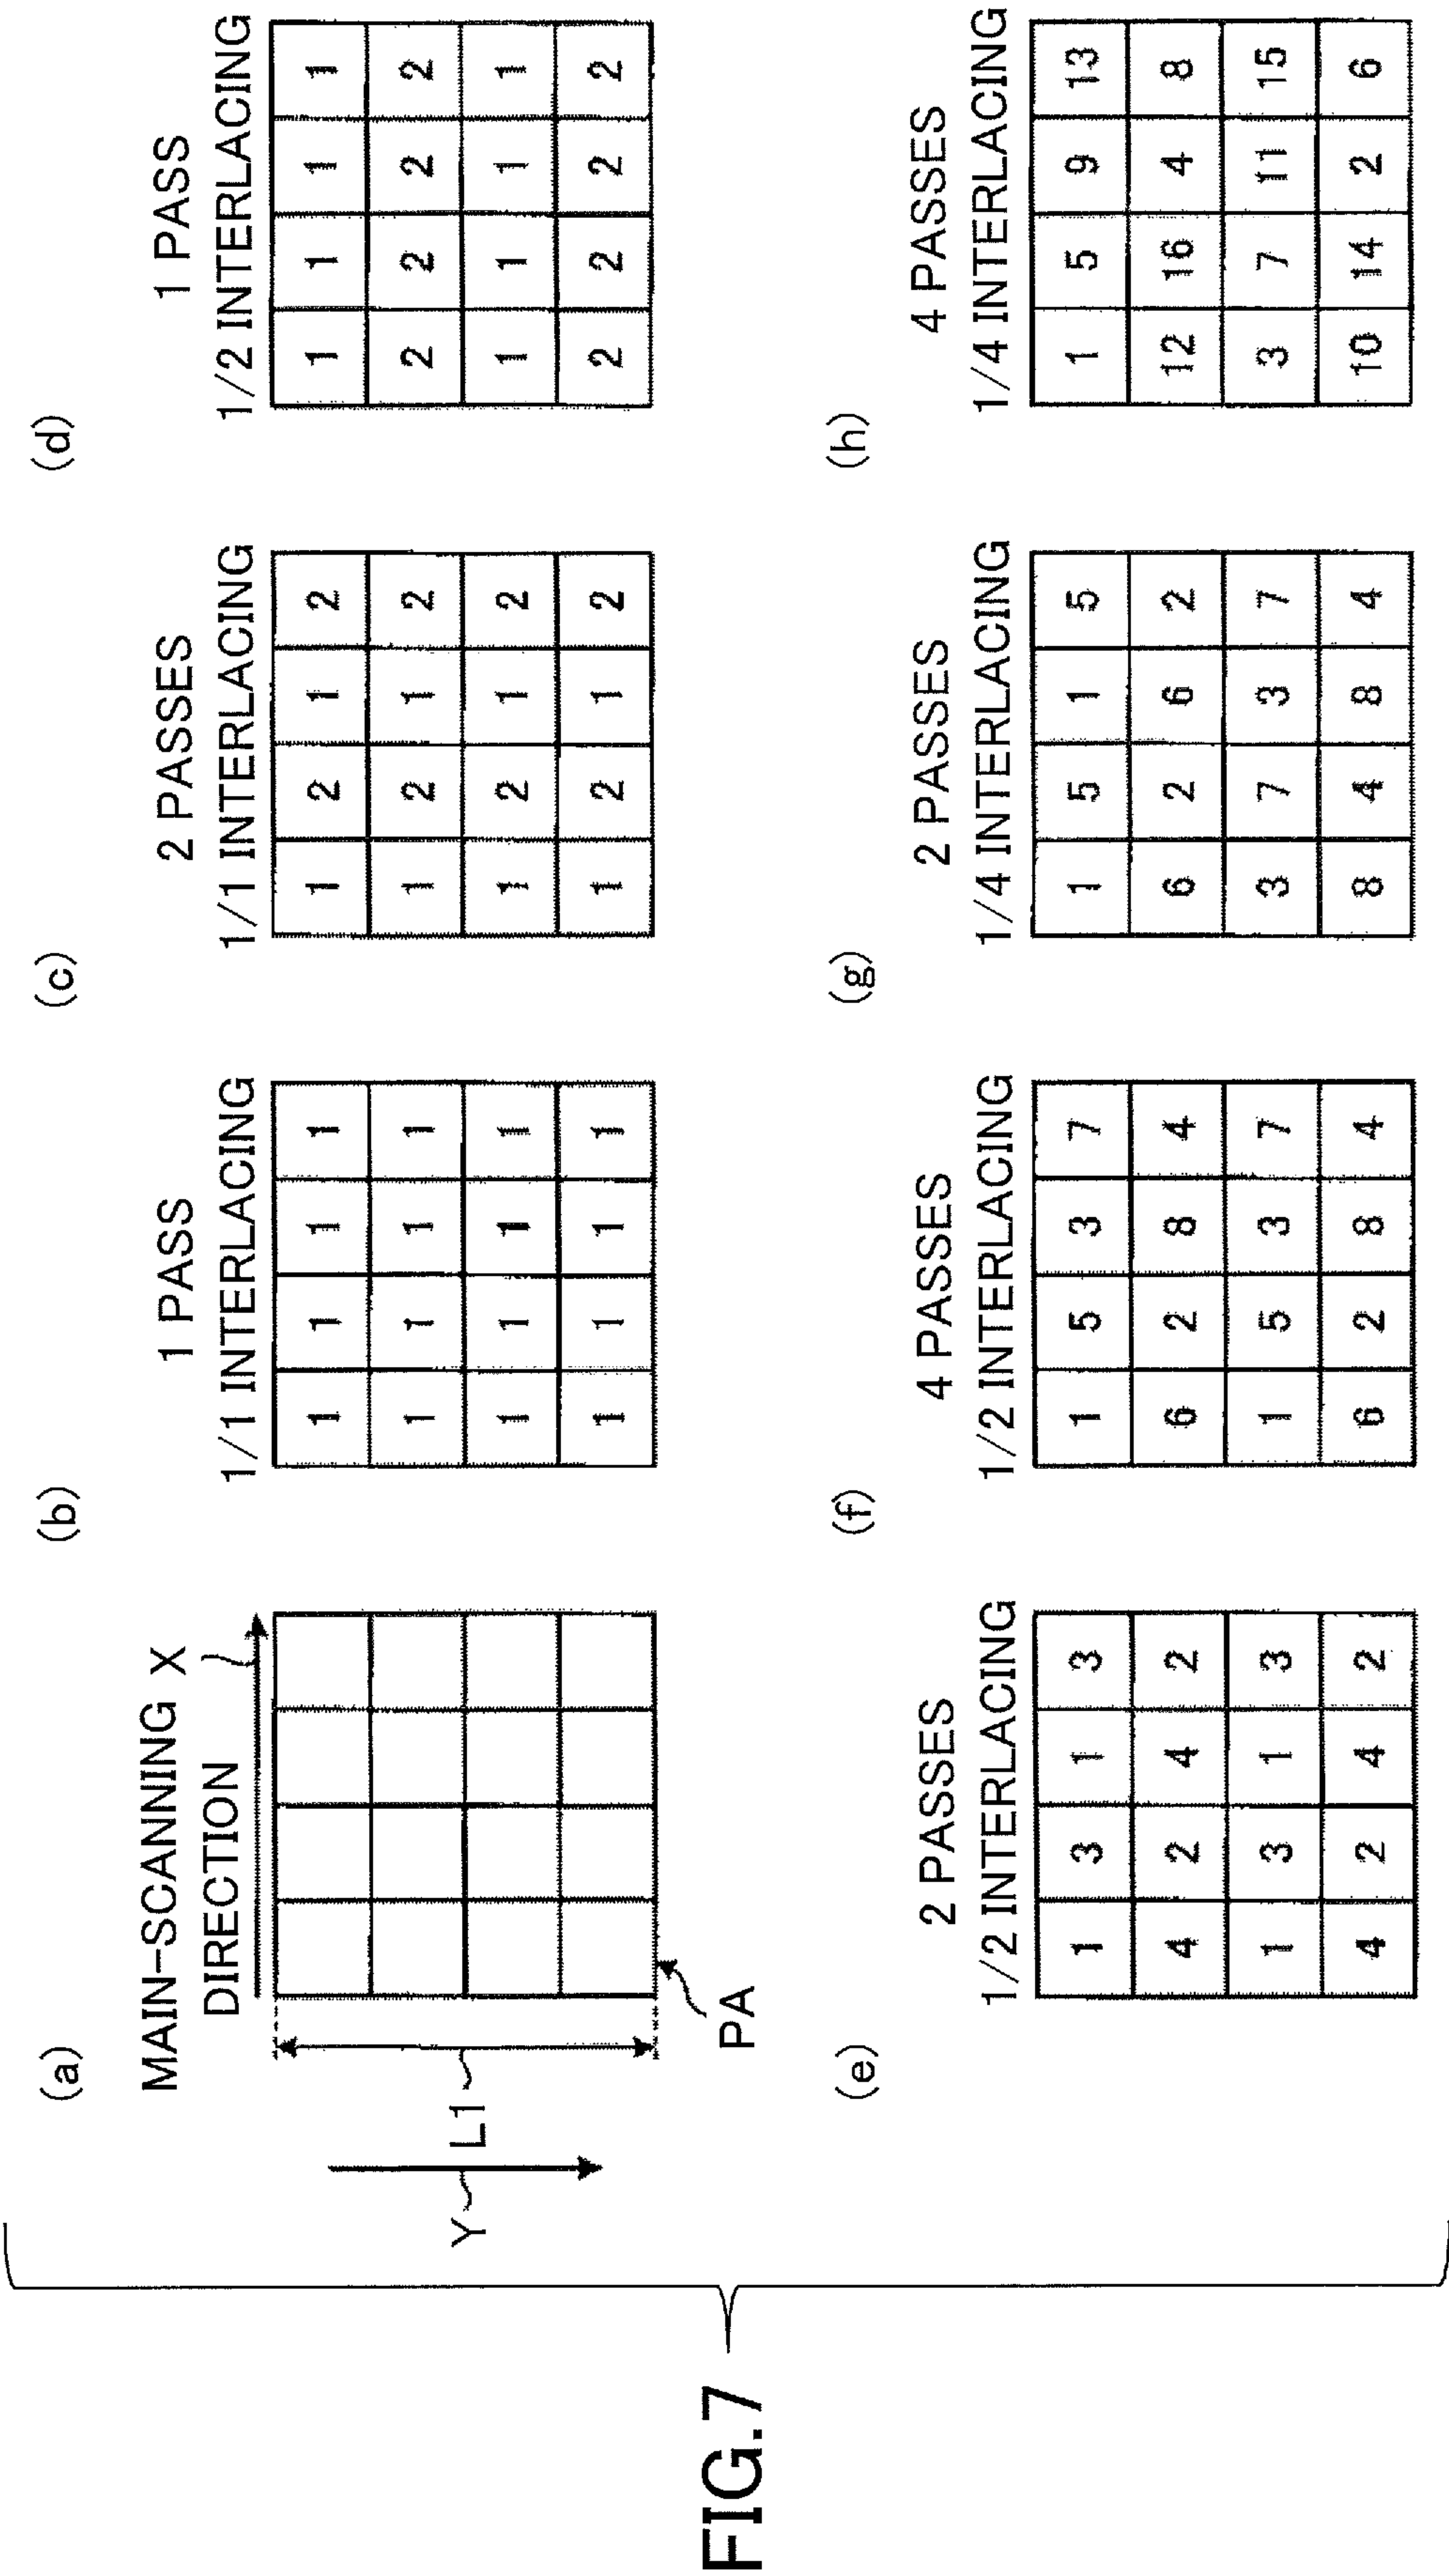 FIG.7
(a)
MAIN-SCANNING X
DIRECTION
Y
L1
PA
(b)
1 PASS
1/1 INTERLACING
1 1 1 1
1 1 1 1
1 1 1 1
1 1 1 1
(c)
2 PASSES
1/1 INTERLACING
1 2 1 2
1 2 1 2
1 2 1 2
1 2 1 2
(d)
1 PASS
1/2 INTERLACING
1 1 1 1
2 2 2 2
1 1 1 1
2 2 2 2
(e)
2 PASSES
1/2 INTERLACING
1 3 1 3
4 2 4 2
1 3 1 3
4 2 4 2
(f)
4 PASSES
1/2 INTERLACING
1 5 3 7
6 2 8 4
1 5 3 7
6 2 8 4
(g)
2 PASSES
1/4 INTERLACING
1 5 1 5
6 2 6 2
3 7 3 7
8 4 8 4
(h)
4 PASSES
1/4 INTERLACING
1 5 9 13
12 16 4 8
3 7 11 15
10 14 2 6